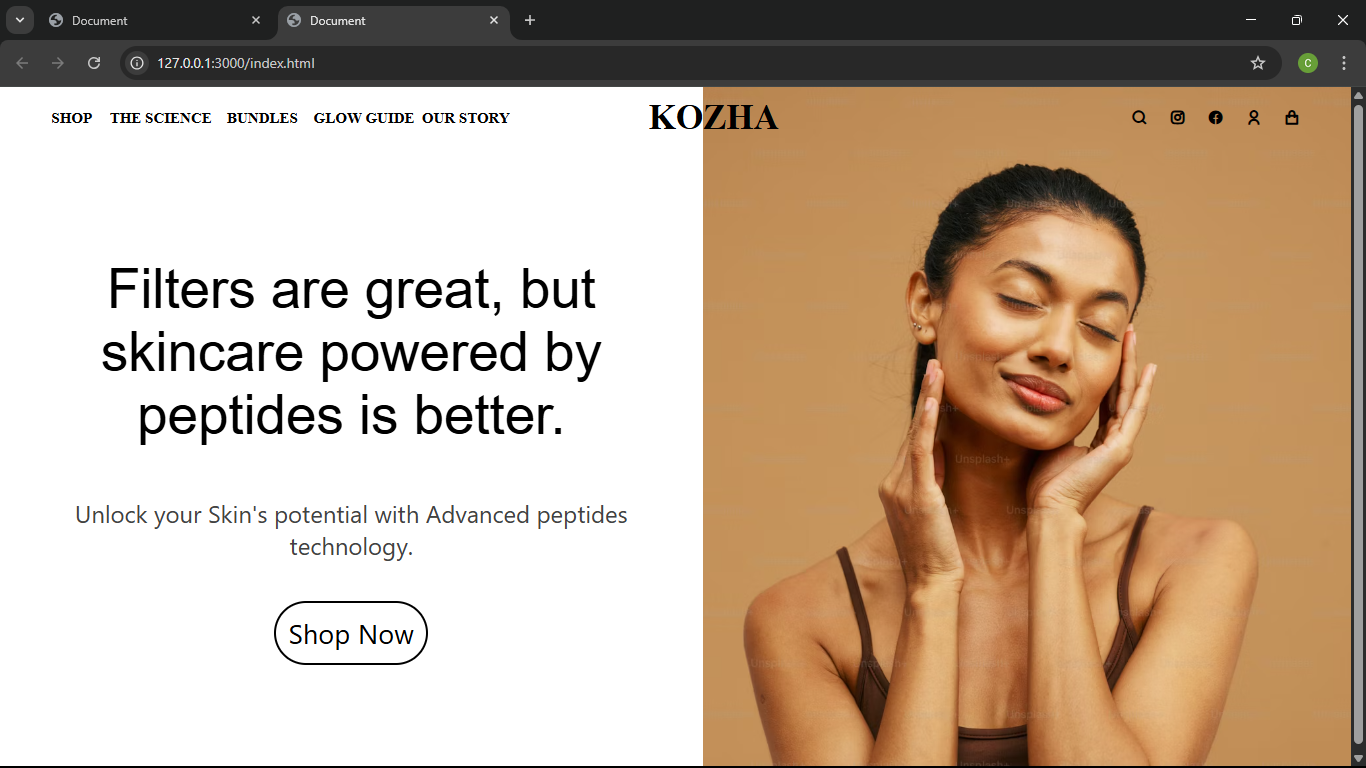 Document
Document
127.0.0.1:3000/index.html
C
SHOP THE SCIENCE BUNDLES GLOW GUIDE OUR STORY
KOZHA
Filters are great, but
skincare powered by
peptides is better.
Unlock your Skin's potential with Advanced peptides
technology.
Shop Now
Unsplash+